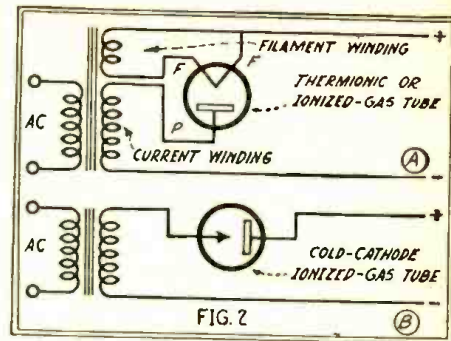 +
FILAMENT WINDING
F
F
THERMIONIC OR
IONIZED-GAS TUBE
AC
P
CURRENT WINDING
A
-
+
AC
COLD-CATHODE
IONIZED-GAS TUBE
-
FIG. 2
B